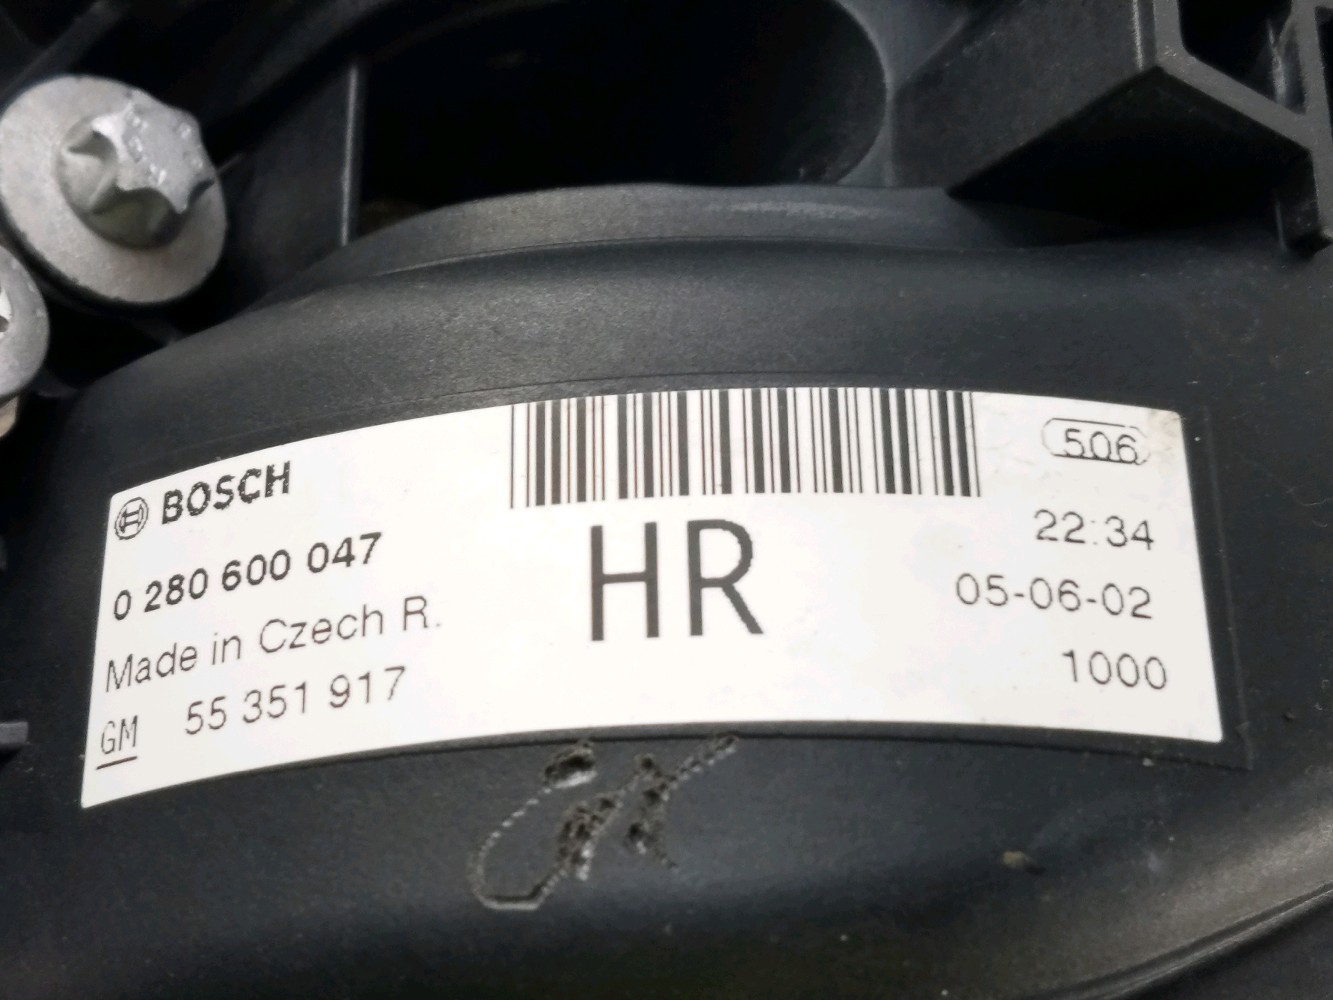 BOSCH
0 280 600 047
Made in Czech R.
GM 55 351 917
HR
506
22:34
05-06-02
1000